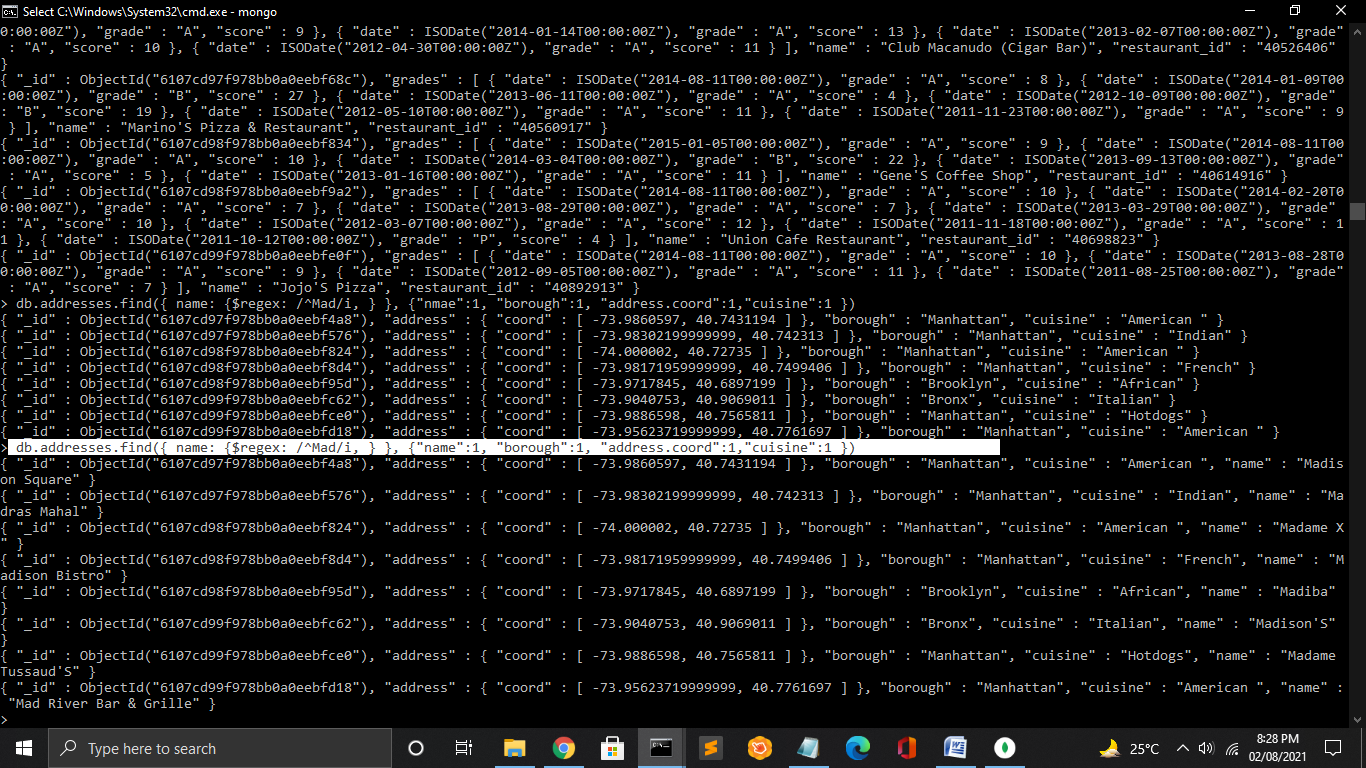 Select C:\Windows\System32\cmd.exe - mongo
0:00:00Z"), "grade" : "A", "score" : 9 }, { "date" : ISODate("2014-01-14T00:00:00Z"), "grade" : "A", "score" : 13 }, { "date" : ISODate("2013-02-07T00:00:00Z"), "grade"
: "A", "score" : 10 }, { "date" : ISODate("2012-04-30T00:00:00Z"), "grade" : "A", "score" : 11 } ], "name" : "Club Macanudo (Cigar Bar)", "restaurant_id" : "40526406"
}
{ "_id" : ObjectId("6107cd97f978bb0a0eebf68c"), "grades" : [ { "date" : ISODate("2014-08-11T00:00:00Z"), "grade" : "A", "score" : 8 }, { "date" : ISODate("2014-01-09T00
:00:00Z"), "grade" : "B", "score" : 27 }, { "date" : ISODate("2013-06-11T00:00:00Z"), "grade" : "A", "score" : 4 }, { "date" : ISODate("2012-10-09T00:00:00Z"), "grade"
: "B", "score" : 19 }, { "date" : ISODate("2012-05-10T00:00:00Z"), "grade" : "A", "score" : 11 }, { "date" : ISODate("2011-11-23T00:00:00Z"), "grade" : "A", "score" : 9
} ], "name" : "Marino'S Pizza & Restaurant", "restaurant_id" : "40560917" }
{ "_id" : ObjectId("6107cd98f978bb0a0eebf834"), "grades" : [ { "date" : ISODate("2015-01-05T00:00:00Z"), "grade" : "A", "score" : 9 }, { "date" : ISODate("2014-08-11T00
:00:00Z"), "grade" : "A", "score" : 10 }, { "date" : ISODate("2014-03-04T00:00:00Z"), "grade" : "B", "score" : 22 }, { "date" : ISODate("2013-09-13T00:00:00Z"), "grade"
: "A", "score" : 5 }, { "date" : ISODate("2013-01-16T00:00:00Z"), "grade" : "A", "score" : 11 } ], "name" : "Gene'S Coffee Shop", "restaurant_id" : "40614916" }
{ "_id" : ObjectId("6107cd98f978bb0a0eebf9a2"), "grades" : [ { "date" : ISODate("2014-08-11T00:00:00Z"), "grade" : "A", "score" : 10 }, { "date" : ISODate("2014-02-20T0
0:00:00Z"), "grade" : "A", "score" : 7 }, { "date" : ISODate("2013-08-29T00:00:00Z"), "grade" : "A", "score" : 7 }, { "date" : ISODate("2013-03-29T00:00:00Z"), "grade"
: "A", "score" : 10 }, { "date" : ISODate("2012-03-07T00:00:00Z"), "grade" : "A", "score" : 12 }, { "date" : ISODate("2011-11-18T00:00:00Z"), "grade" : "A", "score" : 1
1 }, { "date" : ISODate("2011-10-12T00:00:00Z"), "grade" : "P", "score" : 4 } ], "name" : "Union Cafe Restaurant", "restaurant_id" : "40698823" }
{ "_id" : ObjectId("6107cd99f978bb0a0eebfe0f"), "grades" : [ { "date" : ISODate("2014-08-11T00:00:00Z"), "grade" : "A", "score" : 10 }, { "date" : ISODate("2013-08-28T0
0:00:00Z"), "grade" : "A", "score" : 9 }, { "date" : ISODate("2012-09-05T00:00:00Z"), "grade" : "A", "score" : 11 }, { "date" : ISODate("2011-08-25T00:00:00Z"), "grade"
: "A", "score" : 7 } ], "name" : "Jojo'S Pizza", "restaurant_id" : "40892913" }
> db.addresses.find({ name: {$regex: /^Mad/i, } }, {"nmae":1, "borough":1, "address.coord":1,"cuisine":1 })
{ "_id" : ObjectId("6107cd97f978bb0a0eebf4a8"), "address" : { "coord" : [ -73.9860597, 40.7431194 ] }, "borough" : "Manhattan", "cuisine" : "American " }
{ "_id" : ObjectId("6107cd97f978bb0a0eebf576"), "address" : { "coord" : [ -73.98302199999999, 40.742313 ] }, "borough" : "Manhattan", "cuisine" : "Indian" }
{ "_id" : ObjectId("6107cd98f978bb0a0eebf824"), "address" : { "coord" : [ -74.000002, 40.72735 ] }, "borough" : "Manhattan", "cuisine" : "American " }
{ "_id" : ObjectId("6107cd98f978bb0a0eebf8d4"), "address" : { "coord" : [ -73.98171959999999, 40.7499406 ] }, "borough" : "Manhattan", "cuisine" : "French" }
{ "_id" : ObjectId("6107cd98f978bb0a0eebf95d"), "address" : { "coord" : [ -73.9717845, 40.6897199 ] }, "borough" : "Brooklyn", "cuisine" : "African" }
{ "_id" : ObjectId("6107cd99f978bb0a0eebfc62"), "address" : { "coord" : [ -73.9040753, 40.9069011 ] }, "borough" : "Bronx", "cuisine" : "Italian" }
{ "_id" : ObjectId("6107cd99f978bb0a0eebfce0"), "address" : { "coord" : [ -73.9886598, 40.7565811 ] }, "borough" : "Manhattan", "cuisine" : "Hotdogs" }
{ "_id" : ObjectId("6107cd99f978bb0a0eebfd18"), "address" : { "coord" : [ -73.95623719999999, 40.7761697 ] }, "borough" : "Manhattan", "cuisine" : "American " }
> db.addresses.find({ name: {$regex: /^Mad/i, } }, {"name":1, "borough":1, "address.coord":1,"cuisine":1 })
{ "_id" : ObjectId("6107cd97f978bb0a0eebf4a8"), "address" : { "coord" : [ -73.9860597, 40.7431194 ] }, "borough" : "Manhattan", "cuisine" : "American ", "name" : "Madis
on Square" }
{ "_id" : ObjectId("6107cd97f978bb0a0eebf576"), "address" : { "coord" : [ -73.98302199999999, 40.742313 ] }, "borough" : "Manhattan", "cuisine" : "Indian", "name" : "Ma
dras Mahal" }
{ "_id" : ObjectId("6107cd98f978bb0a0eebf824"), "address" : { "coord" : [ -74.000002, 40.72735 ] }, "borough" : "Manhattan", "cuisine" : "American ", "name" : "Madame X
" }
{ "_id" : ObjectId("6107cd98f978bb0a0eebf8d4"), "address" : { "coord" : [ -73.98171959999999, 40.7499406 ] }, "borough" : "Manhattan", "cuisine" : "French", "name" : "M
adison Bistro" }
{ "_id" : ObjectId("6107cd98f978bb0a0eebf95d"), "address" : { "coord" : [ -73.9717845, 40.6897199 ] }, "borough" : "Brooklyn", "cuisine" : "African", "name" : "Madiba"
}
{ "_id" : ObjectId("6107cd99f978bb0a0eebfc62"), "address" : { "coord" : [ -73.9040753, 40.9069011 ] }, "borough" : "Bronx", "cuisine" : "Italian", "name" : "Madison'S"
}
{ "_id" : ObjectId("6107cd99f978bb0a0eebfce0"), "address" : { "coord" : [ -73.9886598, 40.7565811 ] }, "borough" : "Manhattan", "cuisine" : "Hotdogs", "name" : "Madame
Tussaud'S" }
{ "_id" : ObjectId("6107cd99f978bb0a0eebfd18"), "address" : { "coord" : [ -73.95623719999999, 40.7761697 ] }, "borough" : "Manhattan", "cuisine" : "American ", "name" :
"Mad River Bar & Grille" }
>
Type here to search
25°C
8:28 PM
02/08/2021